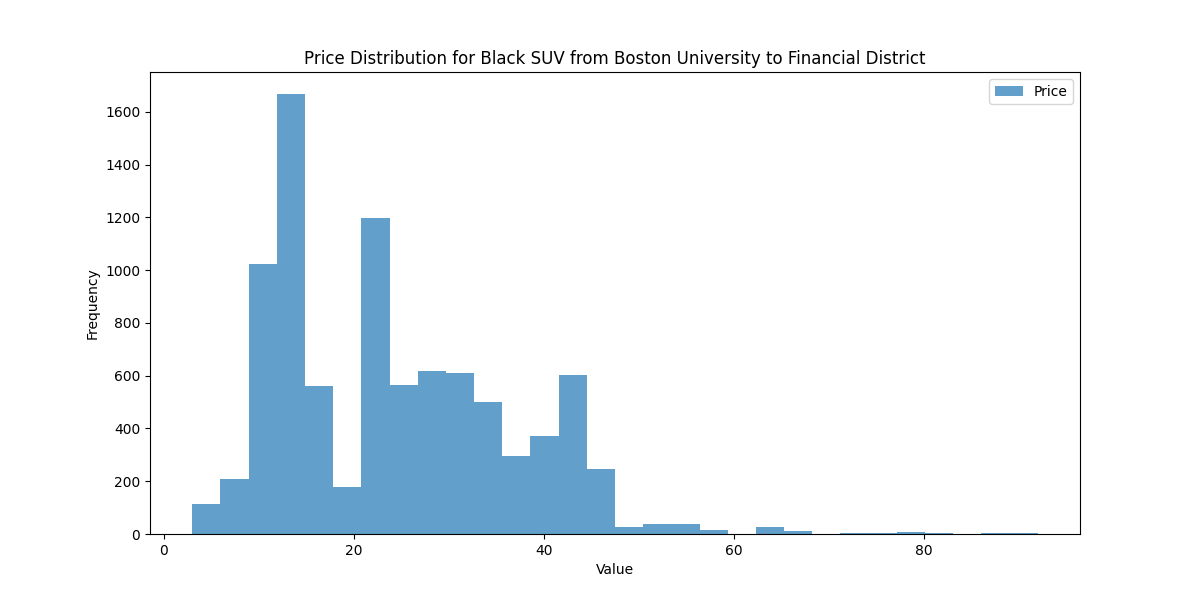 Price Distribution for Black SUV from Boston University to Financial District
Price
1600
1400
1200
1000
800
600
400
200
0
Frequency
0 20 40 60 80
Value